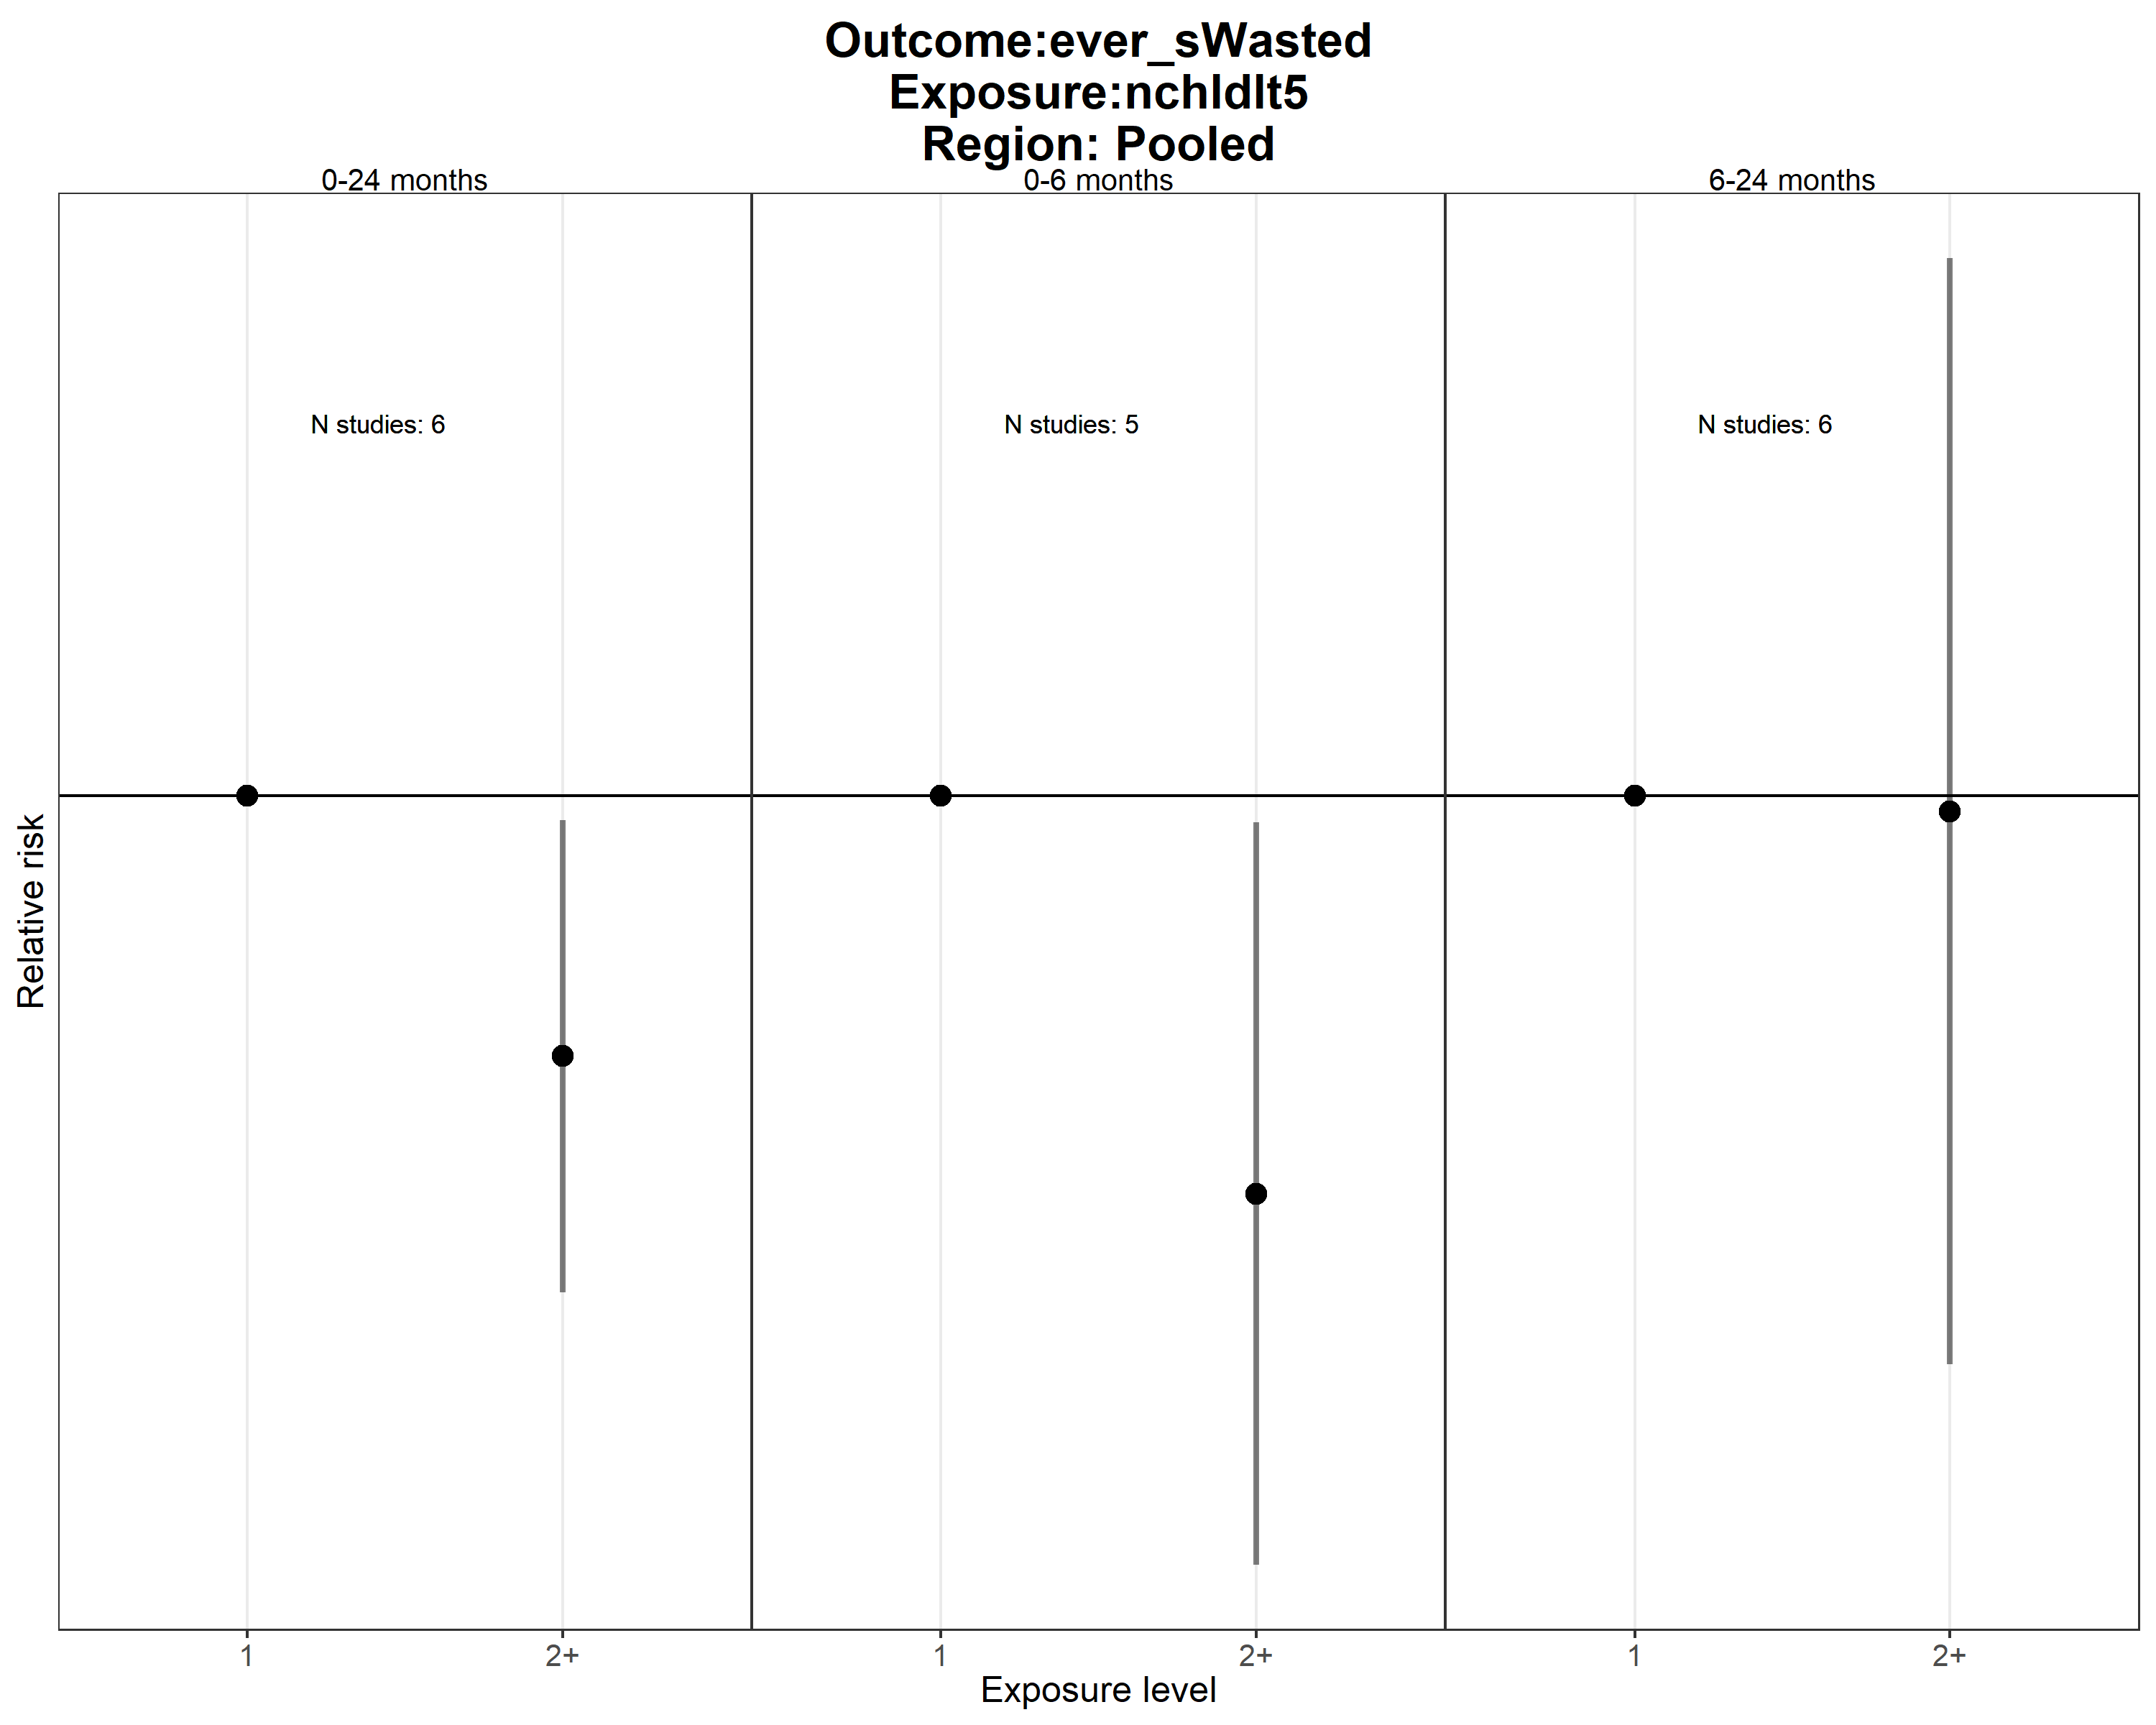 Outcome:ever_sWasted
Exposure:nchldlt5
Region: Pooled
0-24 months
0-6 months
6-24 months
N studies: 6
N studies: 5
N studies: 6
Relative risk
1
2+
1
2+
1
2+
Exposure level